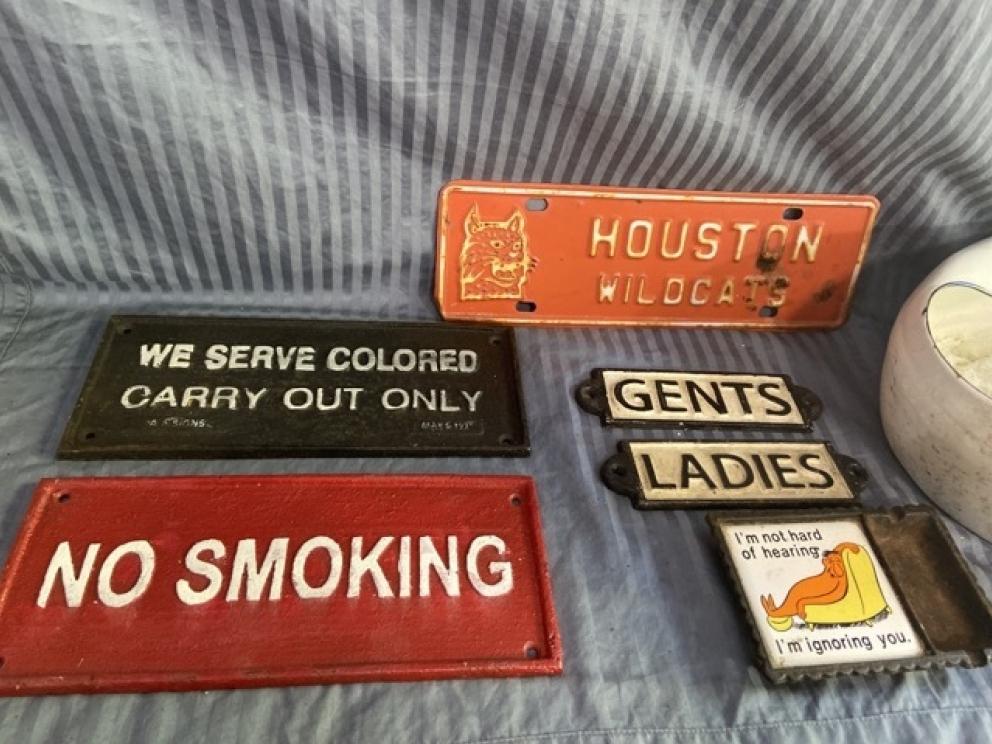 HOUSTON
WILDCATS
WE SERVE COLORED
CARRY OUT ONLY
GENTS
LADIES
NO SMOKING
I'm not hard
of hearing
I'm ignoring you.